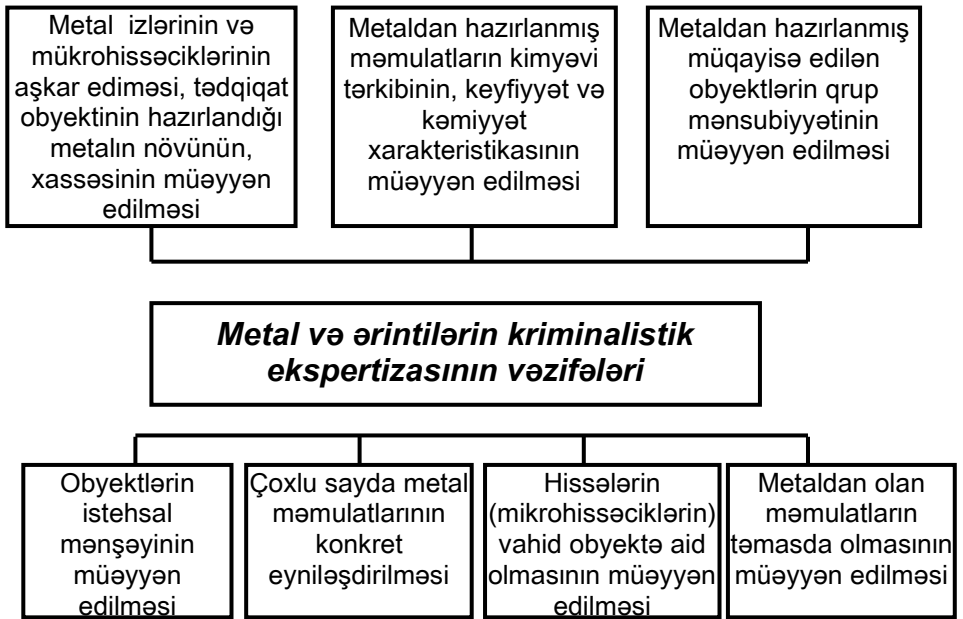 Metal  izlərinin və
mükrohissəciklərinin
aşkar ediməsi, tədqiqat
obyektinin hazırlandığı
metalın növünün,
xassəsinin müəyyən
edilməsi
Metaldan hazırlanmış
məmulatların kimyəvi
tərkibinin, keyfiyyət və
kəmiyyət
xarakteristikasının
müəyyən edilməsi
Metaldan hazırlanmış
müqayisə edilən
obyektlərin qrup
mənsubiyyətinin
müəyyən edilməsi
Metal və ərintilərin kriminalistik
ekspertizasının vəzifələri
Obyektlərin
istehsal
mənşəyinin
müəyyən
edilməsi
Çoxlu sayda metal
məmulatlarının
konkret
eyniləşdirilməsi
Hissələrin
(mikrohissəciklərin)
vahid obyektə aid
olmasının müəyyən
edilməsi
Metaldan olan
məmulatların
təmasda olmasının
müəyyən edilməsi